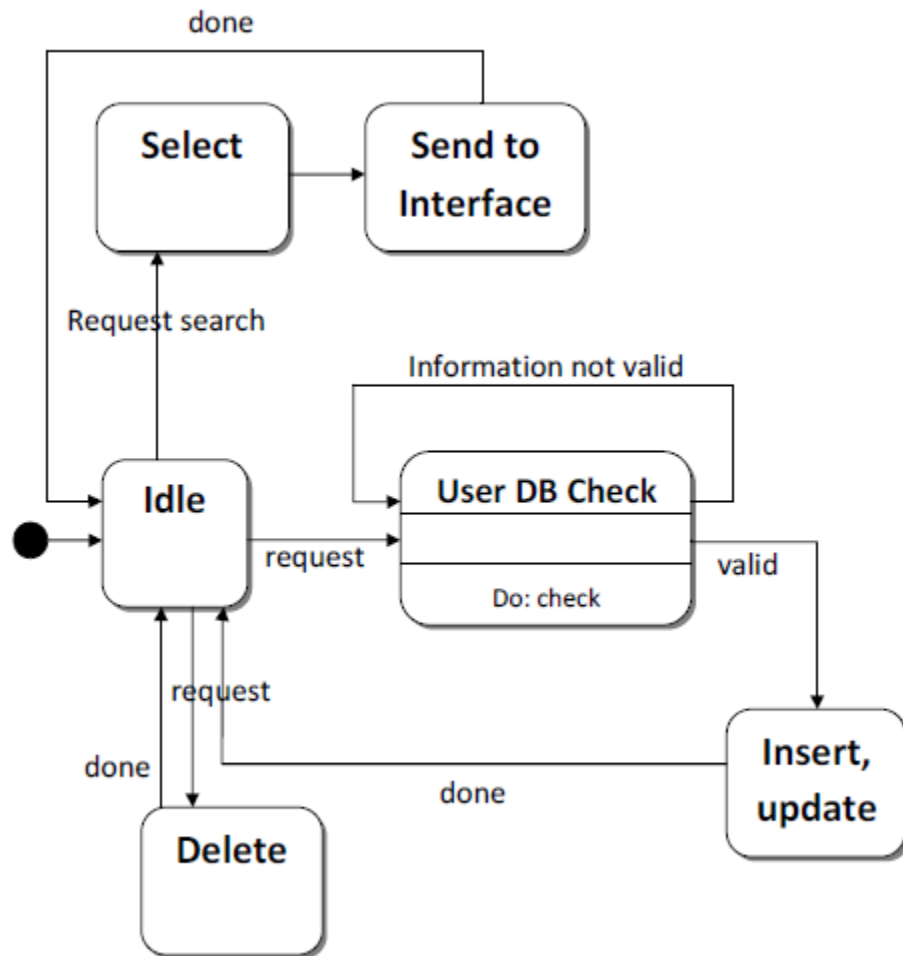 done
Select
Send to
Interface
Request search
Information not valid
Idle
User DB Check
request
valid
Do: check
request
done
done
Insert,
update
Delete